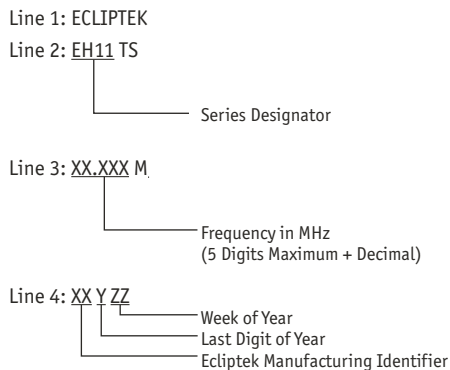 Line 1: ECLIPTEK
Line 2: EH11 TS
Series Designator
Line 3: XX.XXX M
Frequency in MHz
(5 Digits Maximum + Decimal)
Line 4: XX Y ZZ
Week of Year
Last Digit of Year
Ecliptek Manufacturing Identifier